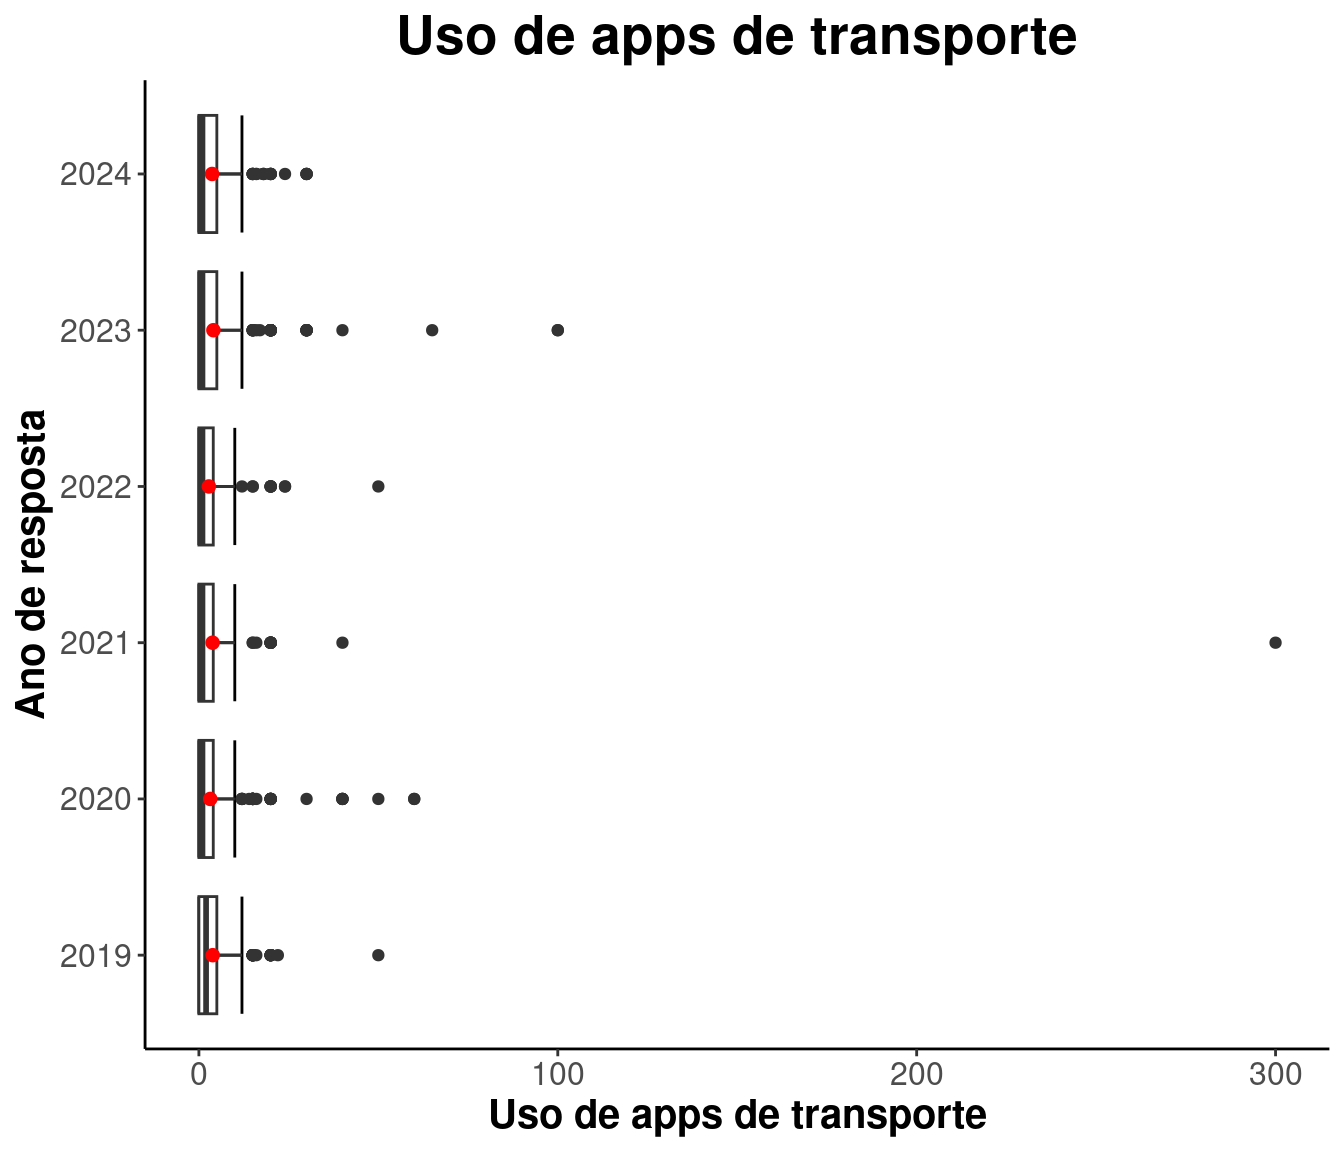 Uso de apps de transporte
Ano de resposta
2024
2023
2022
2021
2020
2019
0 100 200 300
Uso de apps de transporte